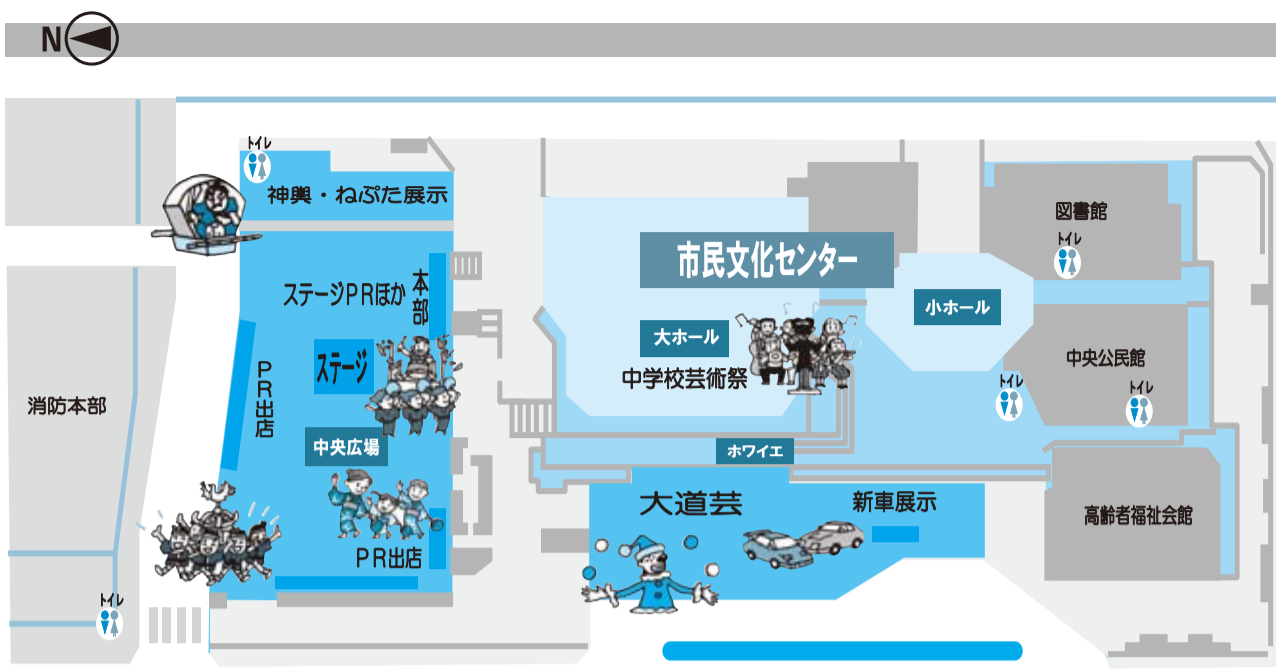 N
トイレ
神輿・ねぷた展示
ステージPRほか
本部
ステージ
PR出店
中央広場
PR出店
消防本部
トイレ
市民文化センター
大ホール
中学校芸術祭
小ホール
ホワイエ
大道芸
新車展示
図書館
トイレ
中央公民館
トイレ
トイレ
高齢者福祉会館